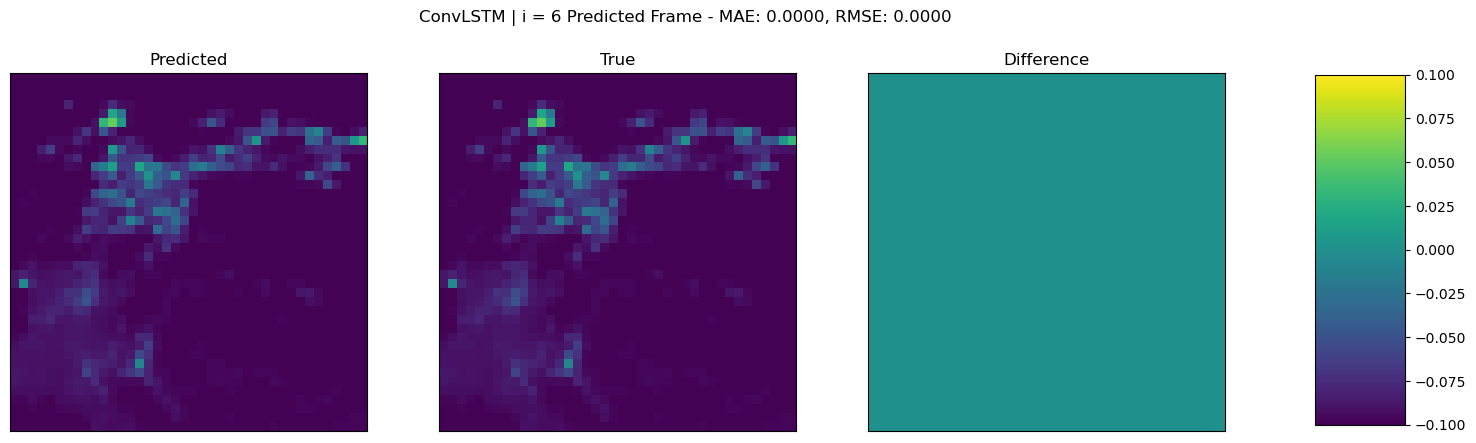 ConvLSTM | i = 6 Predicted Frame - MAE: 0.0000, RMSE: 0.0000
Predicted
True
Difference
0.100
0.075
0.050
0.025
0.000
−0.025
−0.050
−0.075
−0.100